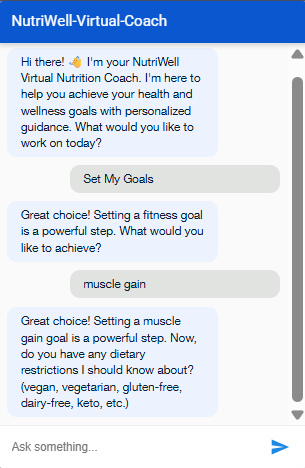 NutriWell-Virtual-Coach
Hi there! 👋 I'm your NutriWell
Virtual Nutrition Coach. I'm here to
help you achieve your health and
wellness goals with personalized
guidance. What would you like to
work on today?
Set My Goals
Great choice! Setting a fitness goal
is a powerful step. What would you
like to achieve?
muscle gain
Great choice! Setting a muscle
gain goal is a powerful step. Now,
do you have any dietary
restrictions I should know about?
(vegan, vegetarian, gluten-free,
dairy-free, keto, etc.)
Ask something...